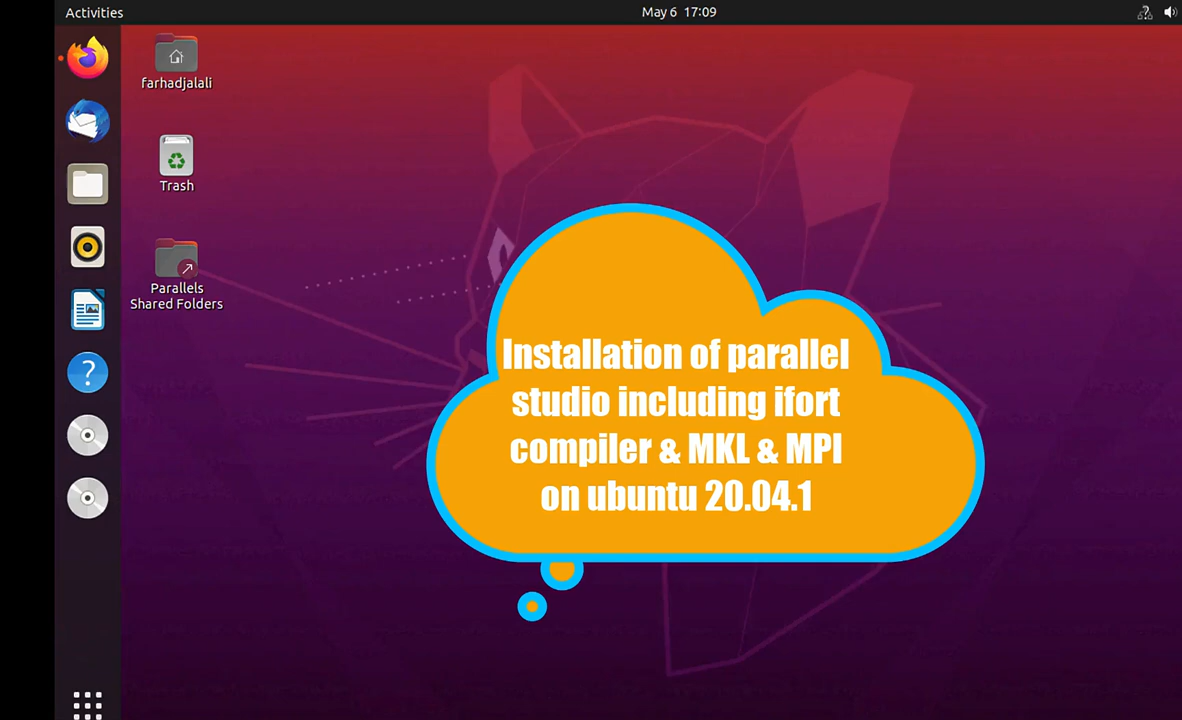 Activities
May 6 17:09
farhadjalali
Trash
Parallels
Shared Folders
Installation of parallel
studio including ifort
compiler & MKL & MPI
on ubuntu 20.04.1